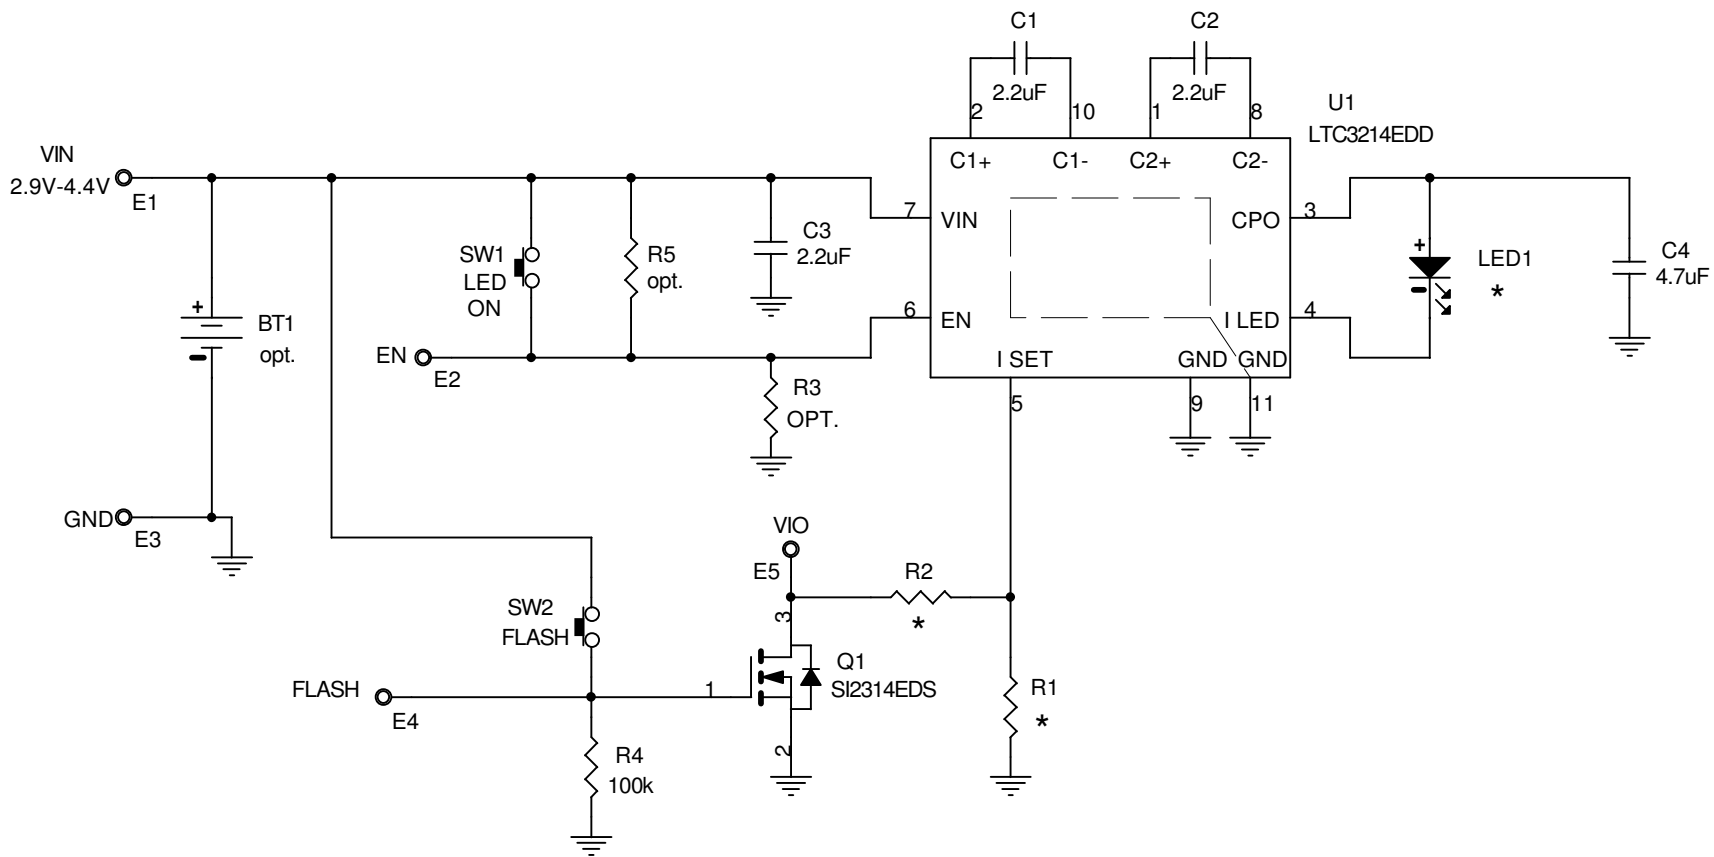 C1
2.2uF
2
10
C2
2.2uF
1
8
U1
LTC3214EDD
C1+
C1-
C2+
C2-
VIN
2.9V-4.4V
E1
7
VIN
CPO
3
SW1
LED
ON
R5
opt.
C3
2.2uF
+
LED1
*
C4
4.7uF
+
BT1
opt.
6
EN
I LED
4
EN
E2
I SET
GND
GND
5
9
11
R3
OPT.
GND
E3
VIO
E5
R2
*
3
SW2
FLASH
Q1
SI2314EDS
FLASH
E4
1
R1
*
2
R4
100k